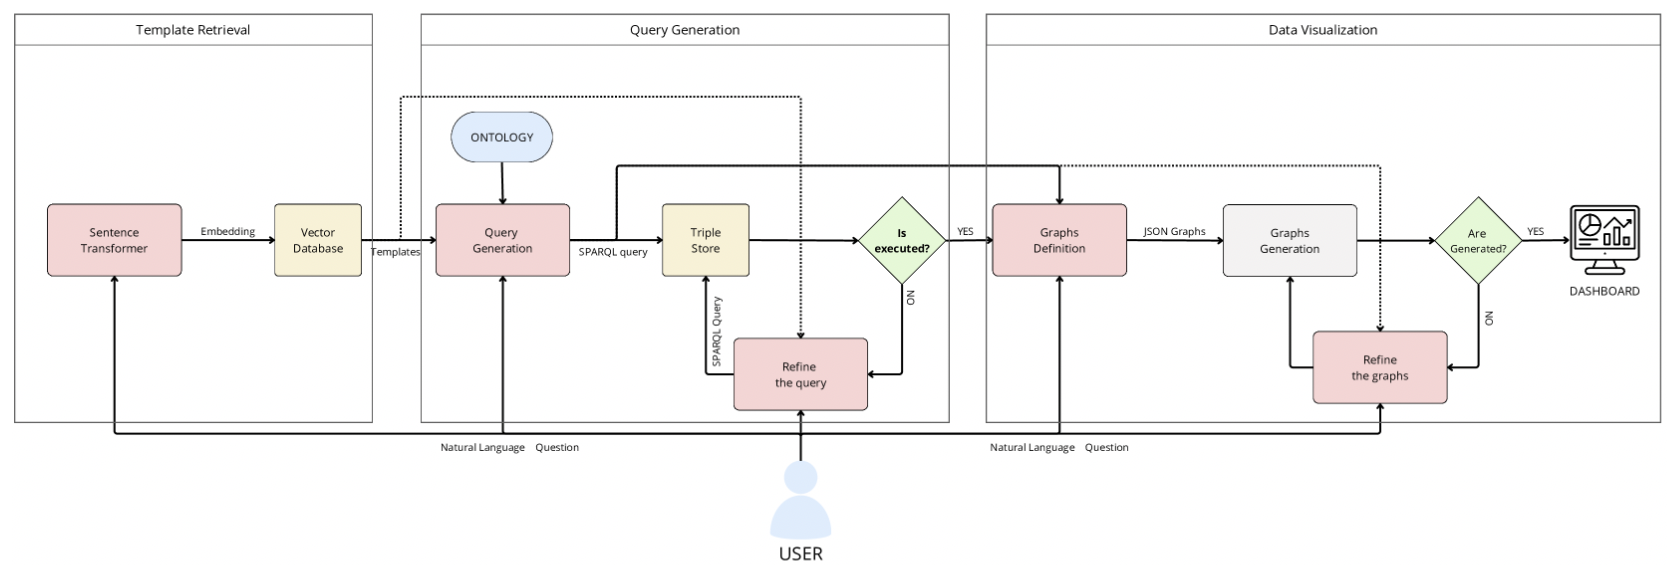 Template Retrieval
Query Generation
Data Visualization
ONTOLOGY
Sentence
Transformer
Embedding
Vector
Database
Templates
Query
Generation
SPARQL query
Triple
Store
Is
executed?
YES
NO
SPARQL Query
Refine
the query
Graphs
Definition
JSON Graphs
Graphs
Generation
Are
Generated?
YES
NO
DASHBOARD
Refine
the graphs
Natural Language Question
Natural Language Question
USER